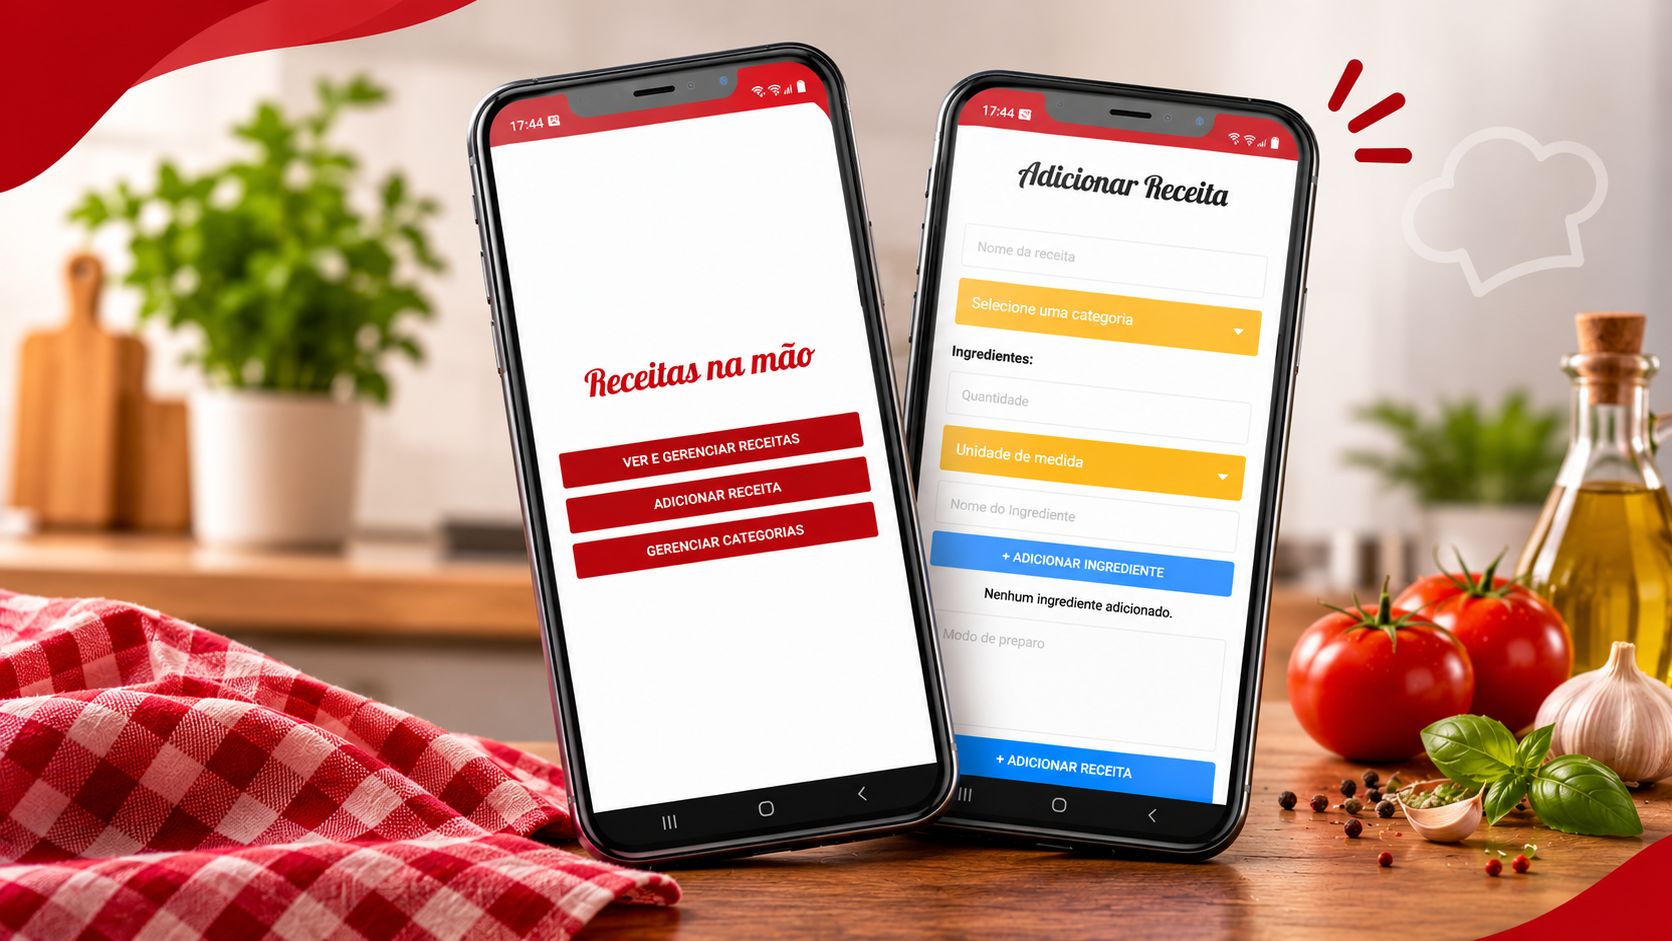 17:44
Receitas na mão
VER E GERENCIAR RECEITAS
ADICIONAR RECEITA
GERENCIAR CATEGORIAS
17:44
Adicionar Receita
Nome da receita
Selecione uma categoria
Ingredientes:
Quantidade
Unidade de medida
Nome do Ingrediente
+ ADICIONAR INGREDIENTE
Nenhum ingrediente adicionado.
Modo de preparo
+ ADICIONAR RECEITA